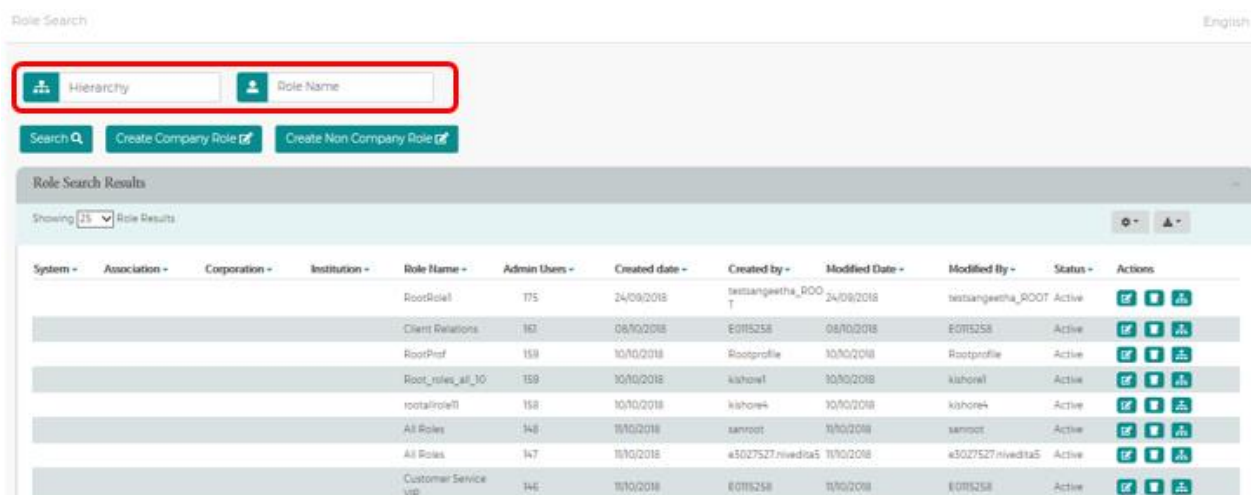 Role Search English
Hierarchy Role Name
Search Create Company Role Create Non Company Role
Role Search Results
Showing 25 Role Results
System Association Corporation Institution Role Name Admin Users Created date Created by Modified Date Modified By Status Actions
RootRole1 175 24/09/2018 testsangeetha_ROO 24/09/2018 testsangeetha_ROOT Active
T
Client Relations 161 08/10/2018 E0115258 08/10/2018 E0115258 Active
RootProf 159 10/10/2018 Rootprofile 10/10/2018 Rootprofile Active
Root_roles_all_10 159 10/10/2018 kishore1 10/10/2018 kishore1 Active
rootallrole11 158 10/10/2018 kishore4 10/10/2018 kishore4 Active
All Roles 148 11/10/2018 sanroot 11/10/2018 sanroot Active
All Roles 147 11/10/2018 e3027527.nivedita5 11/10/2018 e3027527.nivedita5 Active
Customer Service 146 11/10/2018 E0115258 11/10/2018 E0115258 Active
VIP